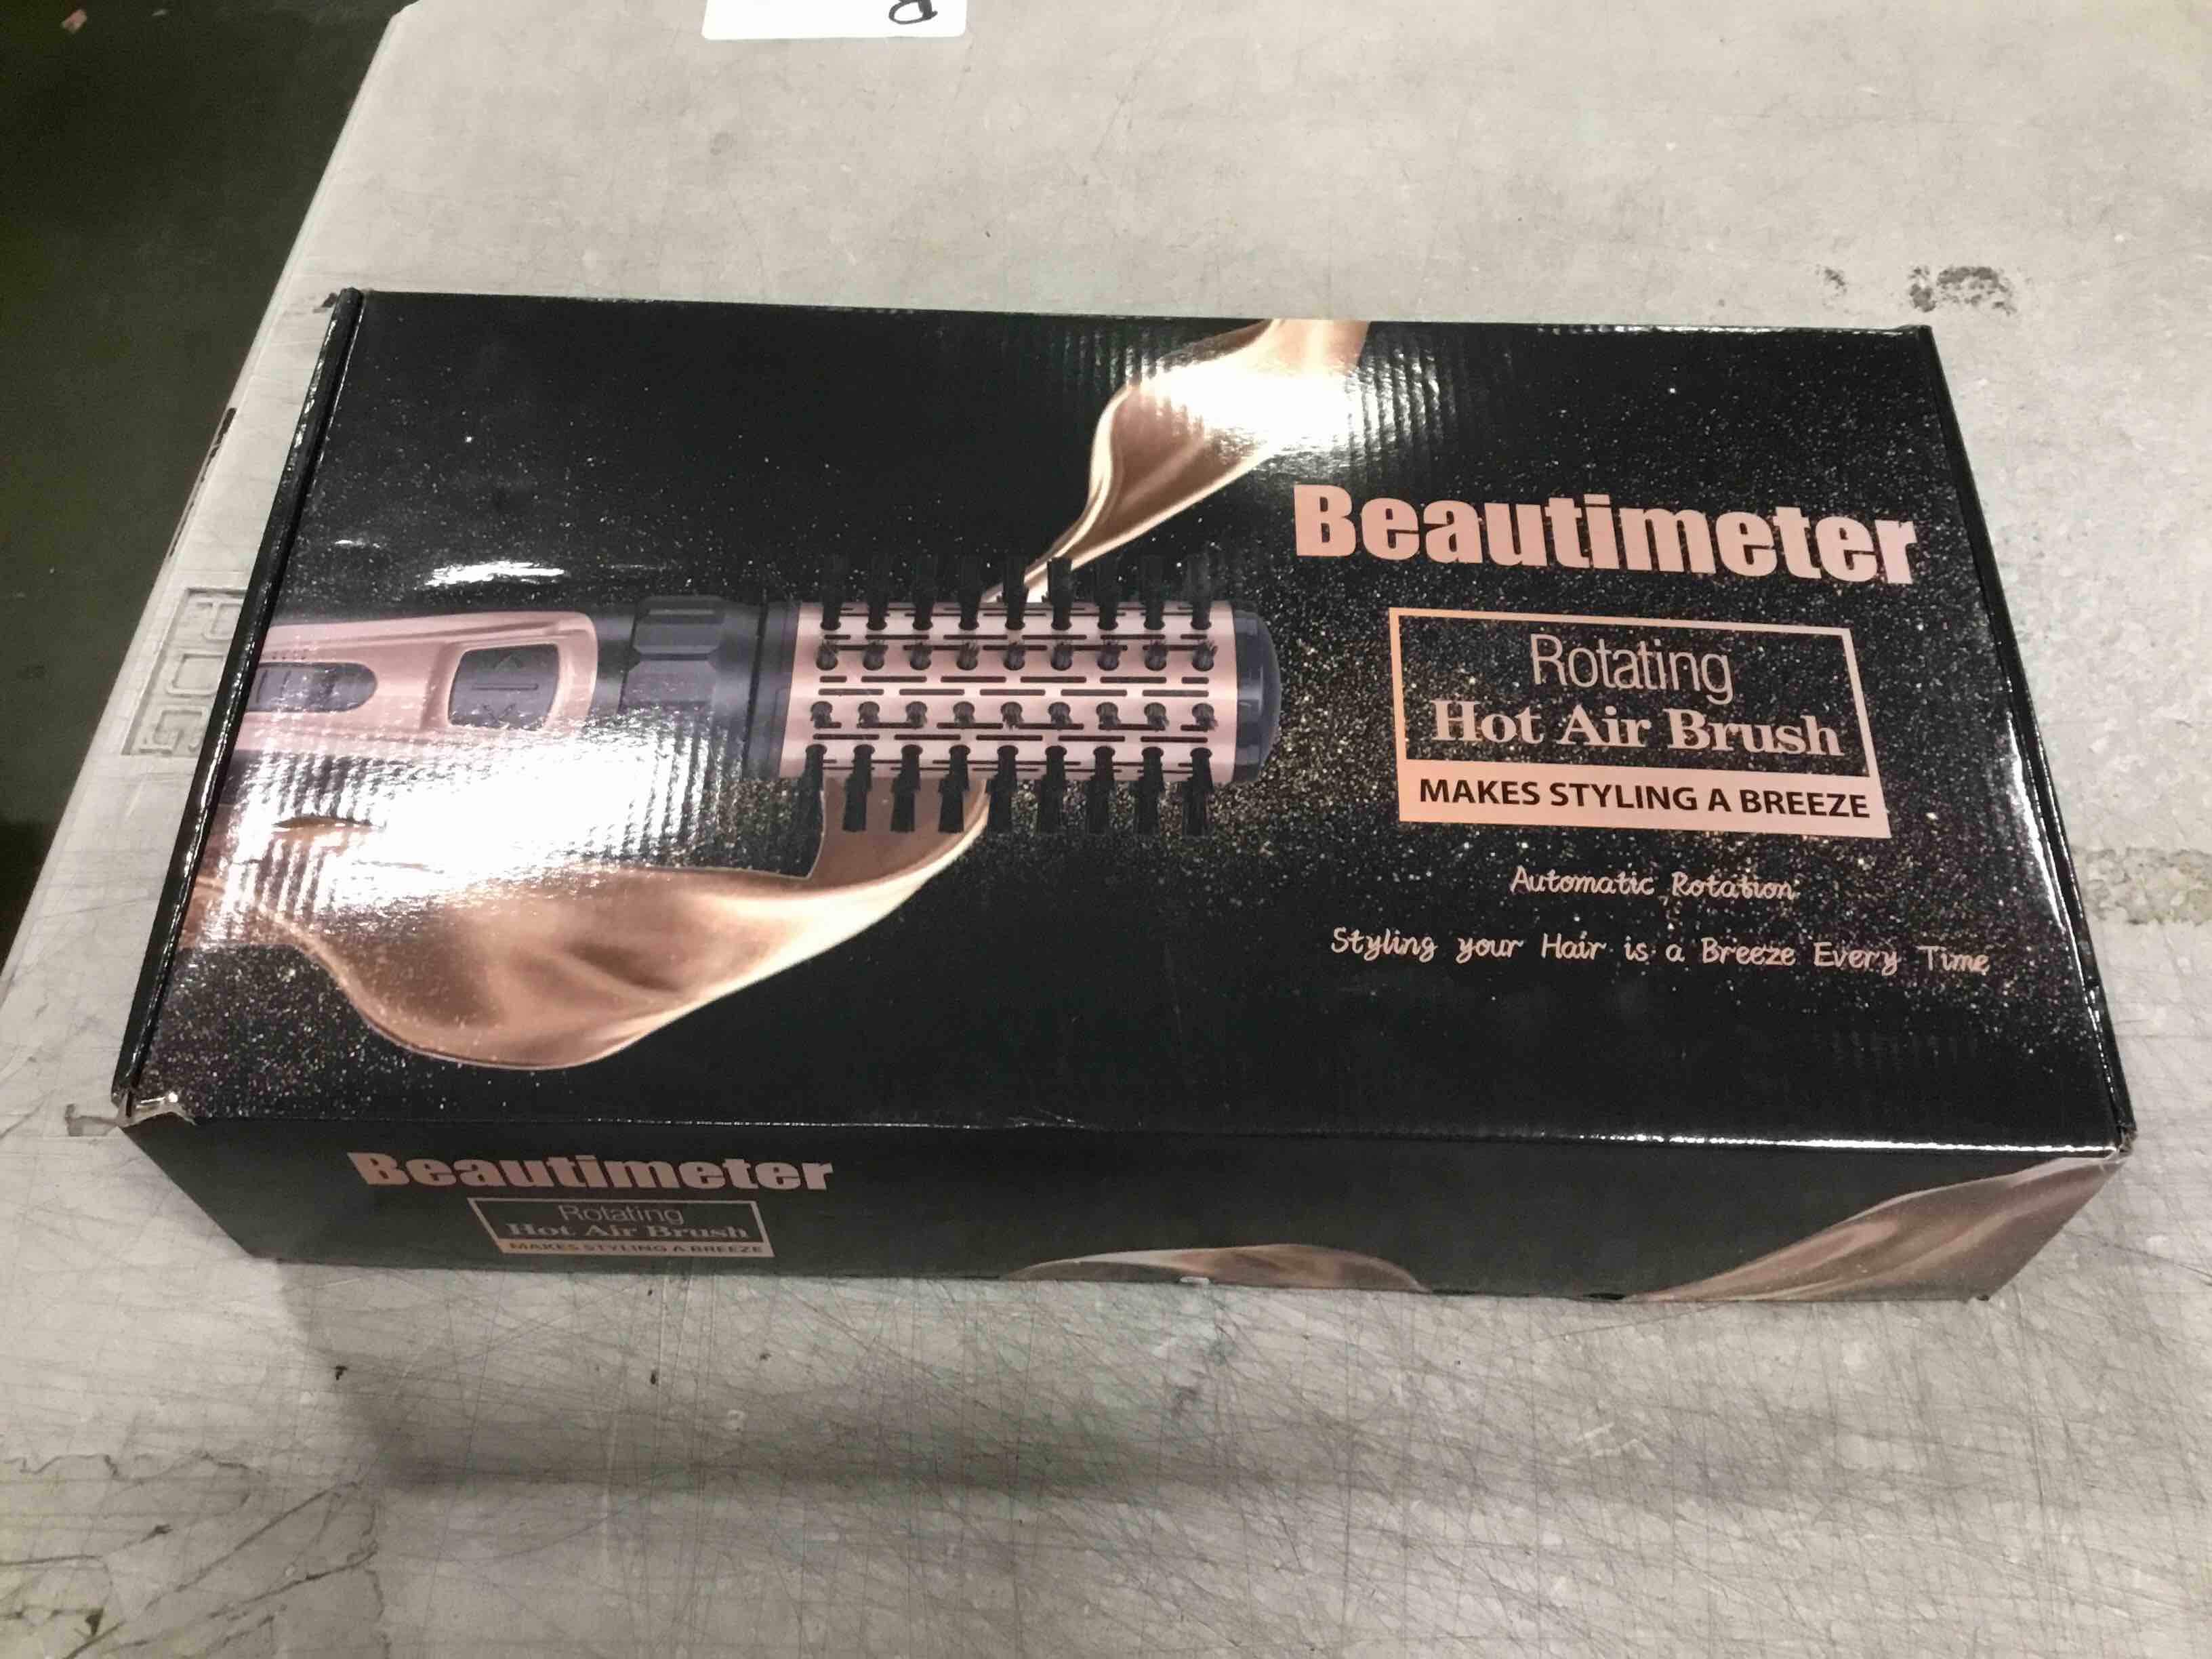 Beautimeter
Rotating
Hot Air Brush
MAKES STYLING A BREEZE
Automatic Rotation
Styling your Hair is a Breeze Every Time
Beautimeter
Rotating
Hot Air Brush
MAKES STYLING A BREEZE